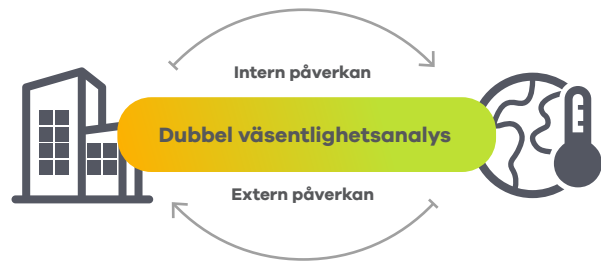 Intern påverkan
Dubbel väsentlighetsanalys
Extern påverkan